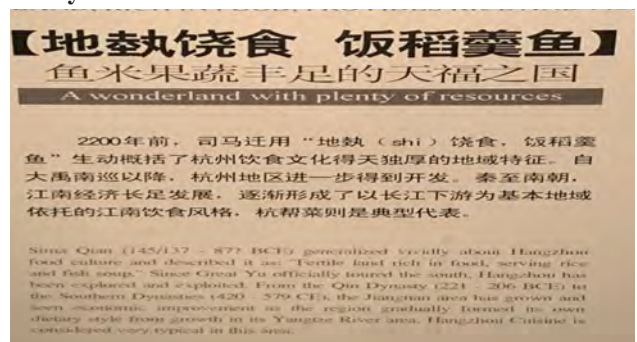 【地埶饶食 饭稻羹鱼】
鱼米果蔬丰足的天福之国
A wonderland with plenty of resources
2200年前，司马迁用“地埶（shi）饶食，饭稻羹
鱼”生动概括了杭州饮食文化得天独厚的地域特征。自
大禹南巡以降，杭州地区进一步得到开发。秦至南朝，
江南经济长足发展，逐渐形成了以长江下游为基本地域
依托的江南饮食风格，杭帮菜则是典型代表。
Sima Qian (145/137 - 87? BCE) generalized vividly about Hangzhou
food culture and described it as: "Fertile land rich in food, serving rice
and fish soup." Since Great Yu officially toured the south, Hangzhou has
been explored and exploited. From the Qin Dynasty (221 - 206 BCE) to
the Southern Dynasties (420 - 579 CE), the Jiangnan area has grown and
seen economic improvement as the region gradually formed its own
dietary style from growth in its Yangtze River area. Hangzhou Cuisine is
considered very typical in this area.